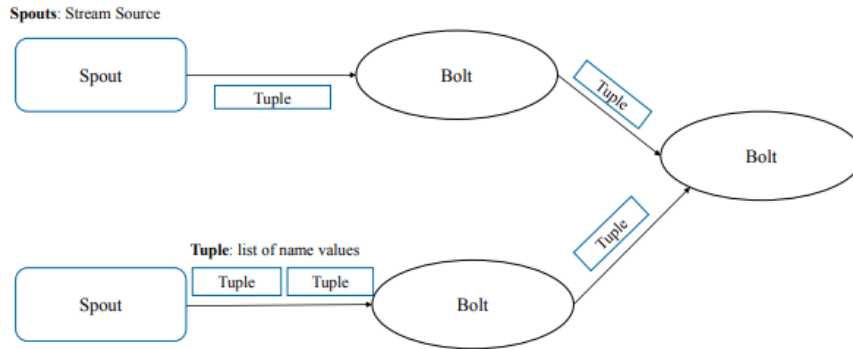 Spouts: Stream Source
Spout
Tuple
Bolt
Tuple
Bolt
Tuple: list of name values
Spout
Tuple
Tuple
Bolt
Tuple